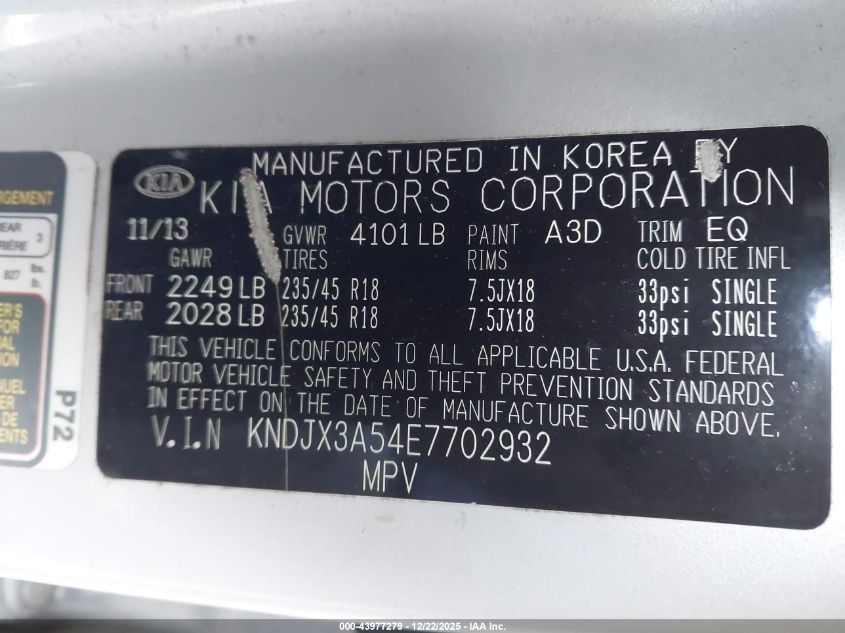 MANUFACTURED IN KOREA BY
KIA
KIA MOTORS CORPORATION
11/13 GVWR 4101 LB PAINT A3D TRIM EQ
GAWR TIRES RIMS COLD TIRE INFL
FRONT 2249 LB 235/45 R18 7.5JX18 33psi SINGLE
REAR 2028 LB 235/45 R18 7.5JX18 33psi SINGLE
THIS VEHICLE CONFORMS TO ALL APPLICABLE U.S.A. FEDERAL
MOTOR VEHICLE SAFETY AND THEFT PREVENTION STANDARDS
IN EFFECT ON THE DATE OF MANUFACTURE SHOWN ABOVE.
V.I.N KNDJX3A54E7702932
MPV
P72
000-43977279 - 12/22/2025 - IAA Inc.